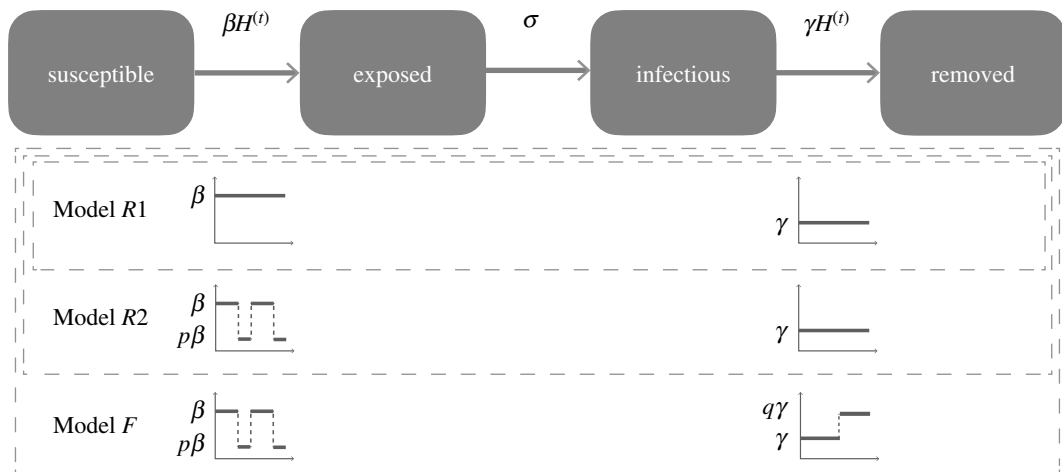 βH⁽ᵗ⁾ σ γH⁽ᵗ⁾
susceptible exposed infectious removed
Model R1 β γ
Model R2 β pβ γ
Model F β pβ qγ γ